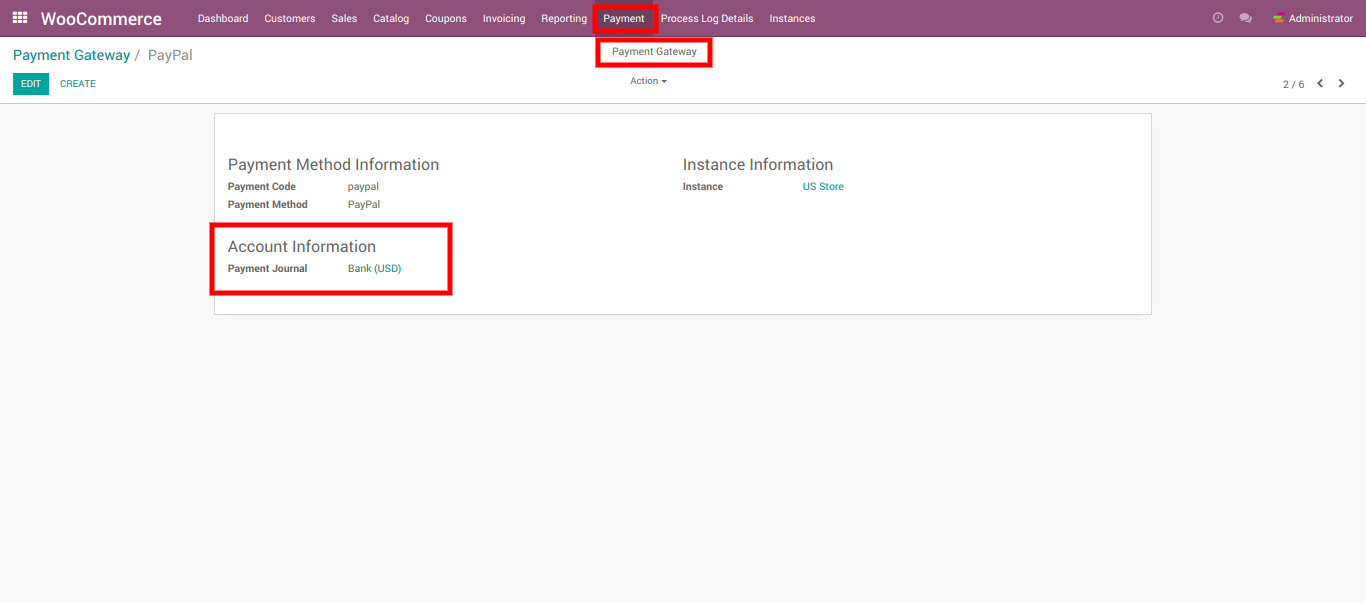 WooCommerce Dashboard Customers Sales Catalog Coupons Invoicing Reporting Payment Process Log Details Instances Administrator
Payment Gateway / PayPal
Payment Gateway
EDIT CREATE
Action
2 / 6
Payment Method Information
Payment Code paypal
Payment Method PayPal
Instance Information
Instance US Store
Account Information
Payment Journal Bank (USD)